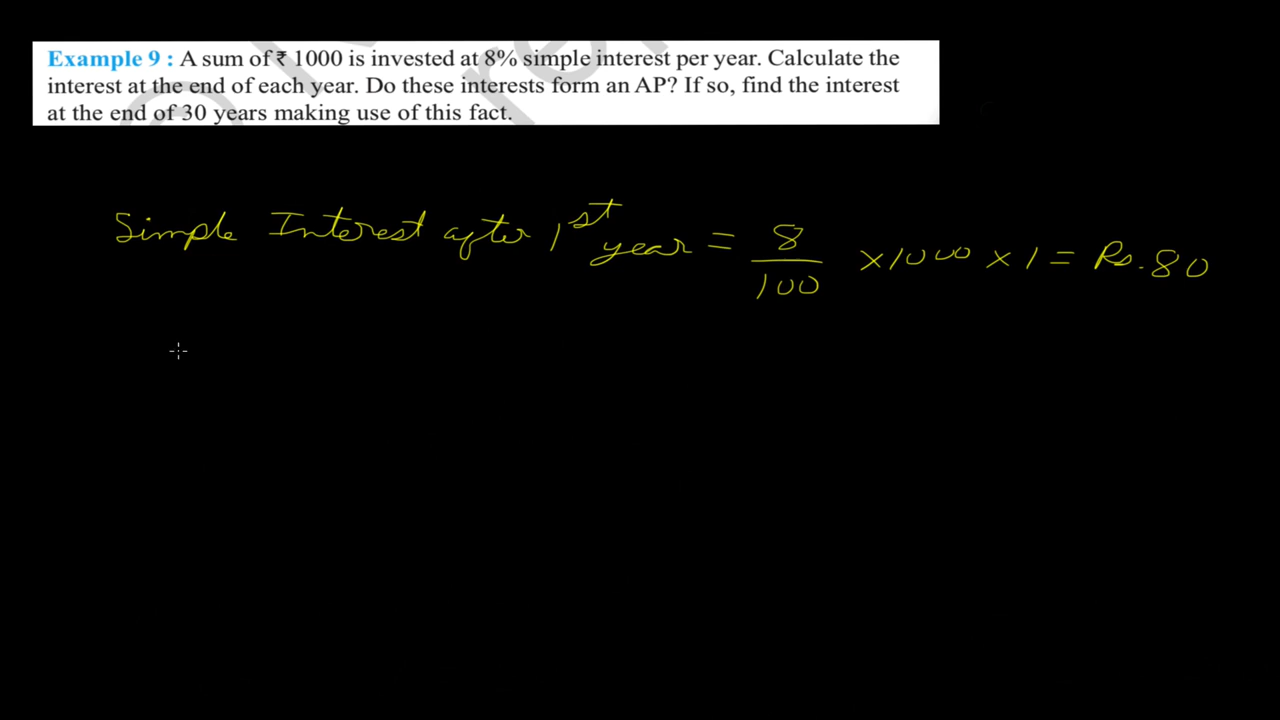 Example 9 : A sum of ₹ 1000 is invested at 8% simple interest per year. Calculate the
interest at the end of each year. Do these interests form an AP? If so, find the interest
at the end of 30 years making use of this fact.
Simple Interest after 1st year = 8/100 × 1000 × 1 = Rs. 80